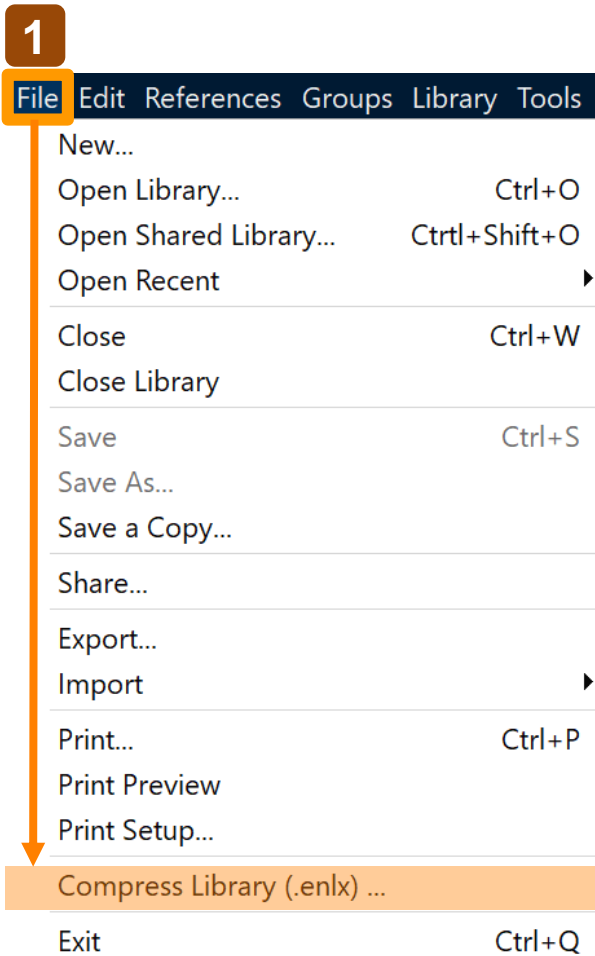 1
File Edit References Groups Library Tools
New...
Open Library... Ctrl+O
Open Shared Library... Ctrtl+Shift+O
Open Recent
Close Ctrl+W
Close Library
Save Ctrl+S
Save As...
Save a Copy...
Share...
Export...
Import
Print... Ctrl+P
Print Preview
Print Setup...
Compress Library (.enlx) ...
Exit Ctrl+Q